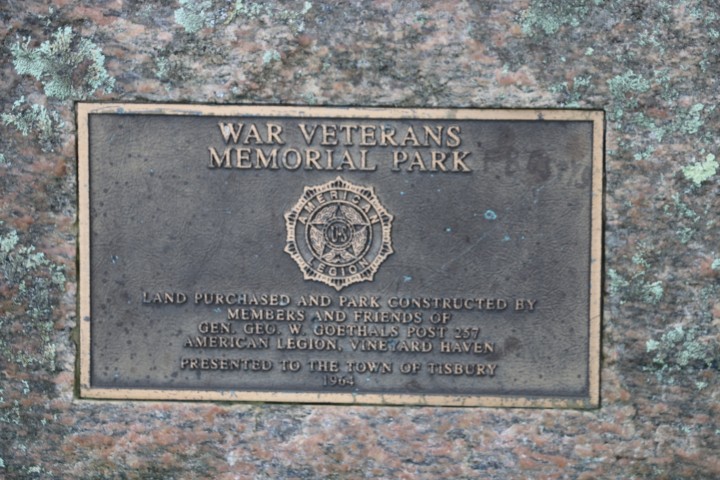 WAR VETERANS
MEMORIAL PARK
AMERICAN
U.S
LEGION
LAND PURCHASED AND PARK CONSTRUCTED BY
MEMBERS AND FRIENDS OF
GEN. GEO. W. GOETHALS POST 257
AMERICAN LEGION, VINEYARD HAVEN
PRESENTED TO THE TOWN OF TISBURY
1964